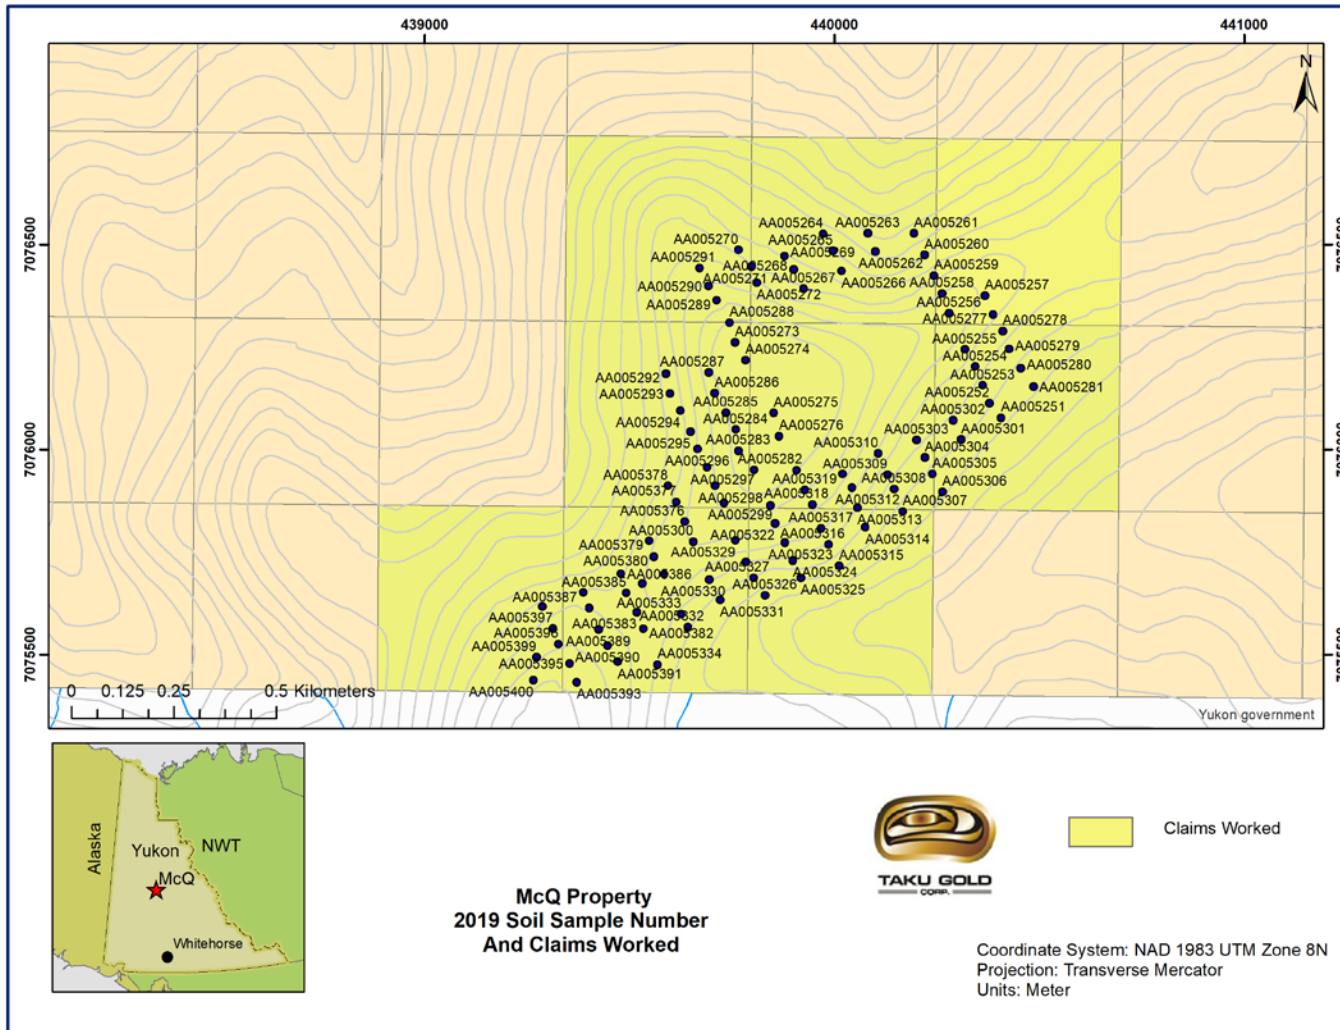 439000
440000
441000
N
7076500
7076000
7075500
7076500
7076000
7075500
AA005264
AA005263
AA005261
AA005270
AA005265
AA005260
AA005291
AA005268
AA005269
AA005262
AA005259
AA005290
AA005271
AA005267
AA005266
AA005258
AA005257
AA005289
AA005272
AA005256
AA005288
AA005277
AA005278
AA005273
AA005255
AA005279
AA005274
AA005254
AA005280
AA005287
AA005253
AA005281
AA005292
AA005286
AA005252
AA005293
AA005285
AA005275
AA005302
AA005251
AA005294
AA005284
AA005276
AA005303
AA005301
AA005295
AA005283
AA005310
AA005304
AA005296
AA005282
AA005309
AA005305
AA005378
AA005297
AA005319
AA005308
AA005306
AA005377
AA005298
AA005318
AA005312
AA005307
AA005376
AA005299
AA005317
AA005313
AA005300
AA005322
AA005316
AA005314
AA005379
AA005329
AA005323
AA005315
AA005380
AA005327
AA005324
AA005385
AA005386
AA005330
AA005326
AA005325
AA005387
AA005333
AA005331
AA005397
AA005383
AA005332
AA005396
AA005389
AA005382
AA005399
AA005390
AA005334
AA005395
AA005391
AA005400
AA005393
0 0.125 0.25 0.5 Kilometers
Yukon government
Alaska
Yukon
NWT
McQ
Whitehorse
McQ Property
2019 Soil Sample Number
And Claims Worked
TAKU GOLD
CORP.
Claims Worked
Coordinate System: NAD 1983 UTM Zone 8N
Projection: Transverse Mercator
Units: Meter